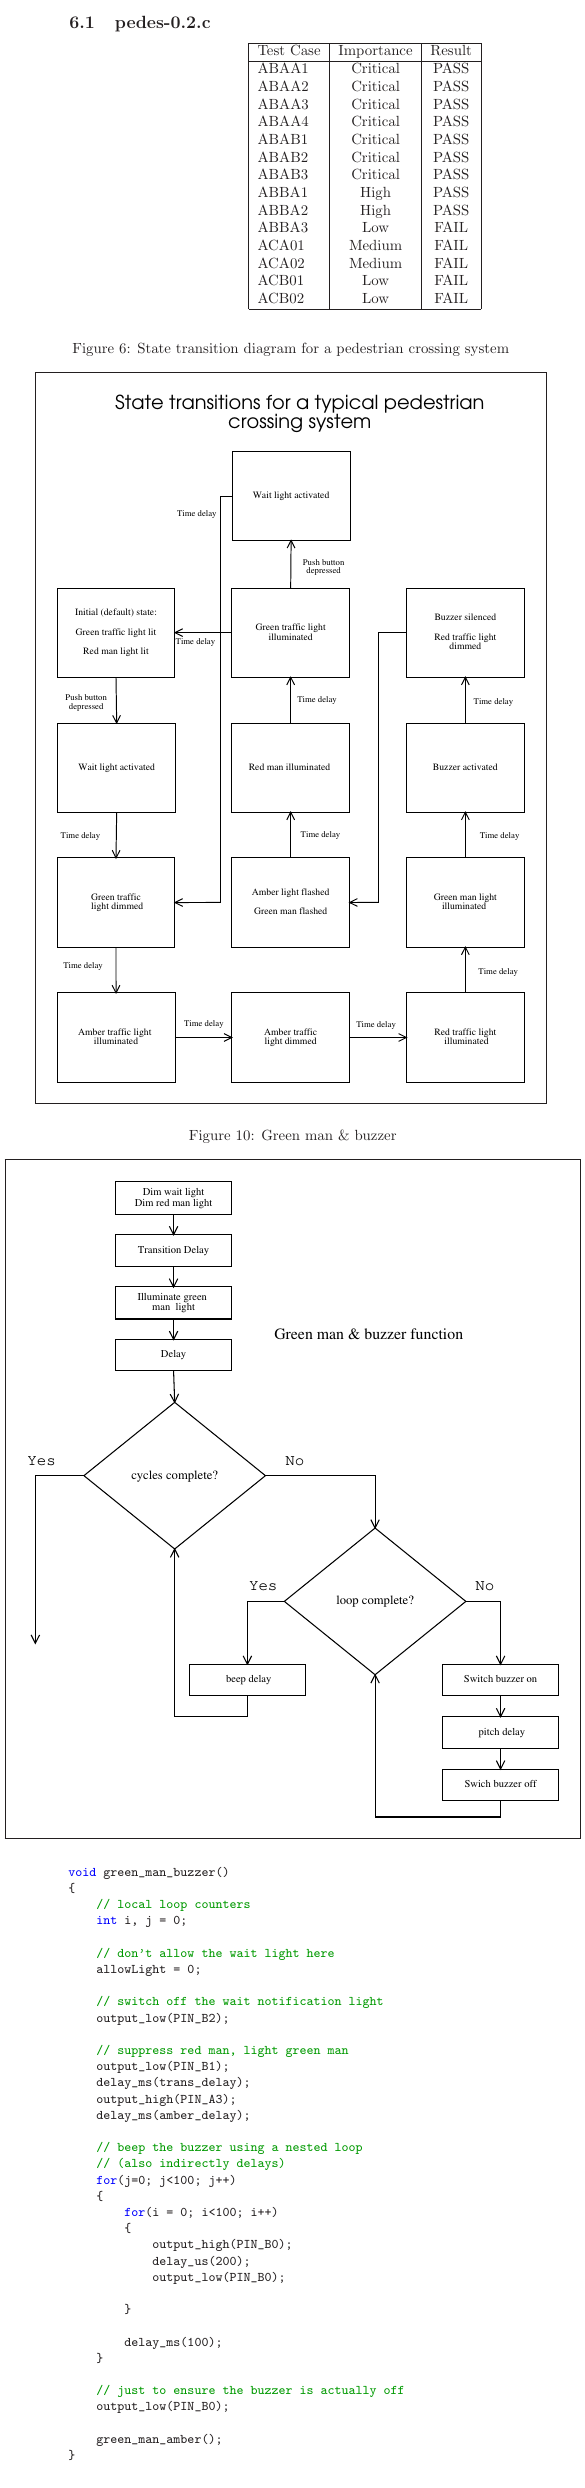 6.1 pedes-0.2.c
Test Case Importance Result
ABAA1 Critical PASS
ABAA2 Critical PASS
ABAA3 Critical PASS
ABAA4 Critical PASS
ABAB1 Critical PASS
ABAB2 Critical PASS
ABAB3 Critical PASS
ABBA1 High PASS
ABBA2 High PASS
ABBA3 Low FAIL
ACA01 Medium FAIL
ACA02 Medium FAIL
ACB01 Low FAIL
ACB02 Low FAIL
Figure 6: State transition diagram for a pedestrian crossing system
State transitions for a typical pedestrian
crossing system
Wait light activated
Time delay
Push button
depressed
Initial (default) state:
Green traffic light lit
Red man light lit
Time delay
Green traffic light
illuminated
Buzzer silenced
Red traffic light
dimmed
Push button
depressed
Time delay
Time delay
Wait light activated
Red man illuminated
Buzzer activated
Time delay
Time delay
Time delay
Green traffic
light dimmed
Amber light flashed
Green man flashed
Green man light
illuminated
Time delay
Time delay
Amber traffic light
illuminated
Time delay
Amber traffic
light dimmed
Time delay
Red traffic light
illuminated
Figure 10: Green man & buzzer
Dim wait light
Dim red man light
Transition Delay
Illuminate green
man light
Green man & buzzer function
Delay
Yes
cycles complete?
No
Yes
loop complete?
No
beep delay
Switch buzzer on
pitch delay
Swich buzzer off
void green_man_buzzer()
{
// local loop counters
int i, j = 0;
// don't allow the wait light here
allowLight = 0;
// switch off the wait notification light
output_low(PIN_B2);
// suppress red man, light green man
output_low(PIN_B1);
delay_ms(trans_delay);
output_high(PIN_A3);
delay_ms(amber_delay);
// beep the buzzer using a nested loop
// (also indirectly delays)
for(j=0; j<100; j++)
{
for(i = 0; i<100; i++)
{
output_high(PIN_B0);
delay_us(200);
output_low(PIN_B0);
}
delay_ms(100);
}
// just to ensure the buzzer is actually off
output_low(PIN_B0);
green_man_amber();
}